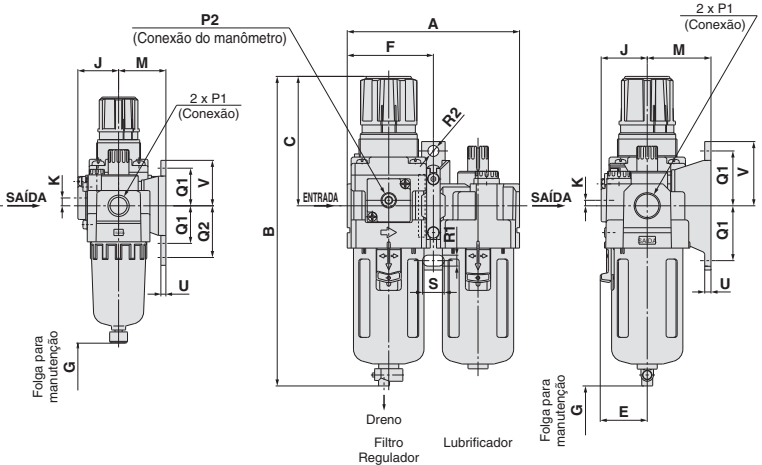 P2
(Conexão do manômetro)
A
F
2 x P1
(Conexão)
J
M
2 x P1
(Conexão)
J
M
R2
C
K
Q1
V
SAÍDA
ENTRADA
SAÍDA
K
Q1
V
Q1
Q2
B
R1
SAÍDA
Q1
S
U
U
Folga para
manutenção
G
Dreno
Filtro
Regulador
Lubrificador
Folga para
manutenção
G
E